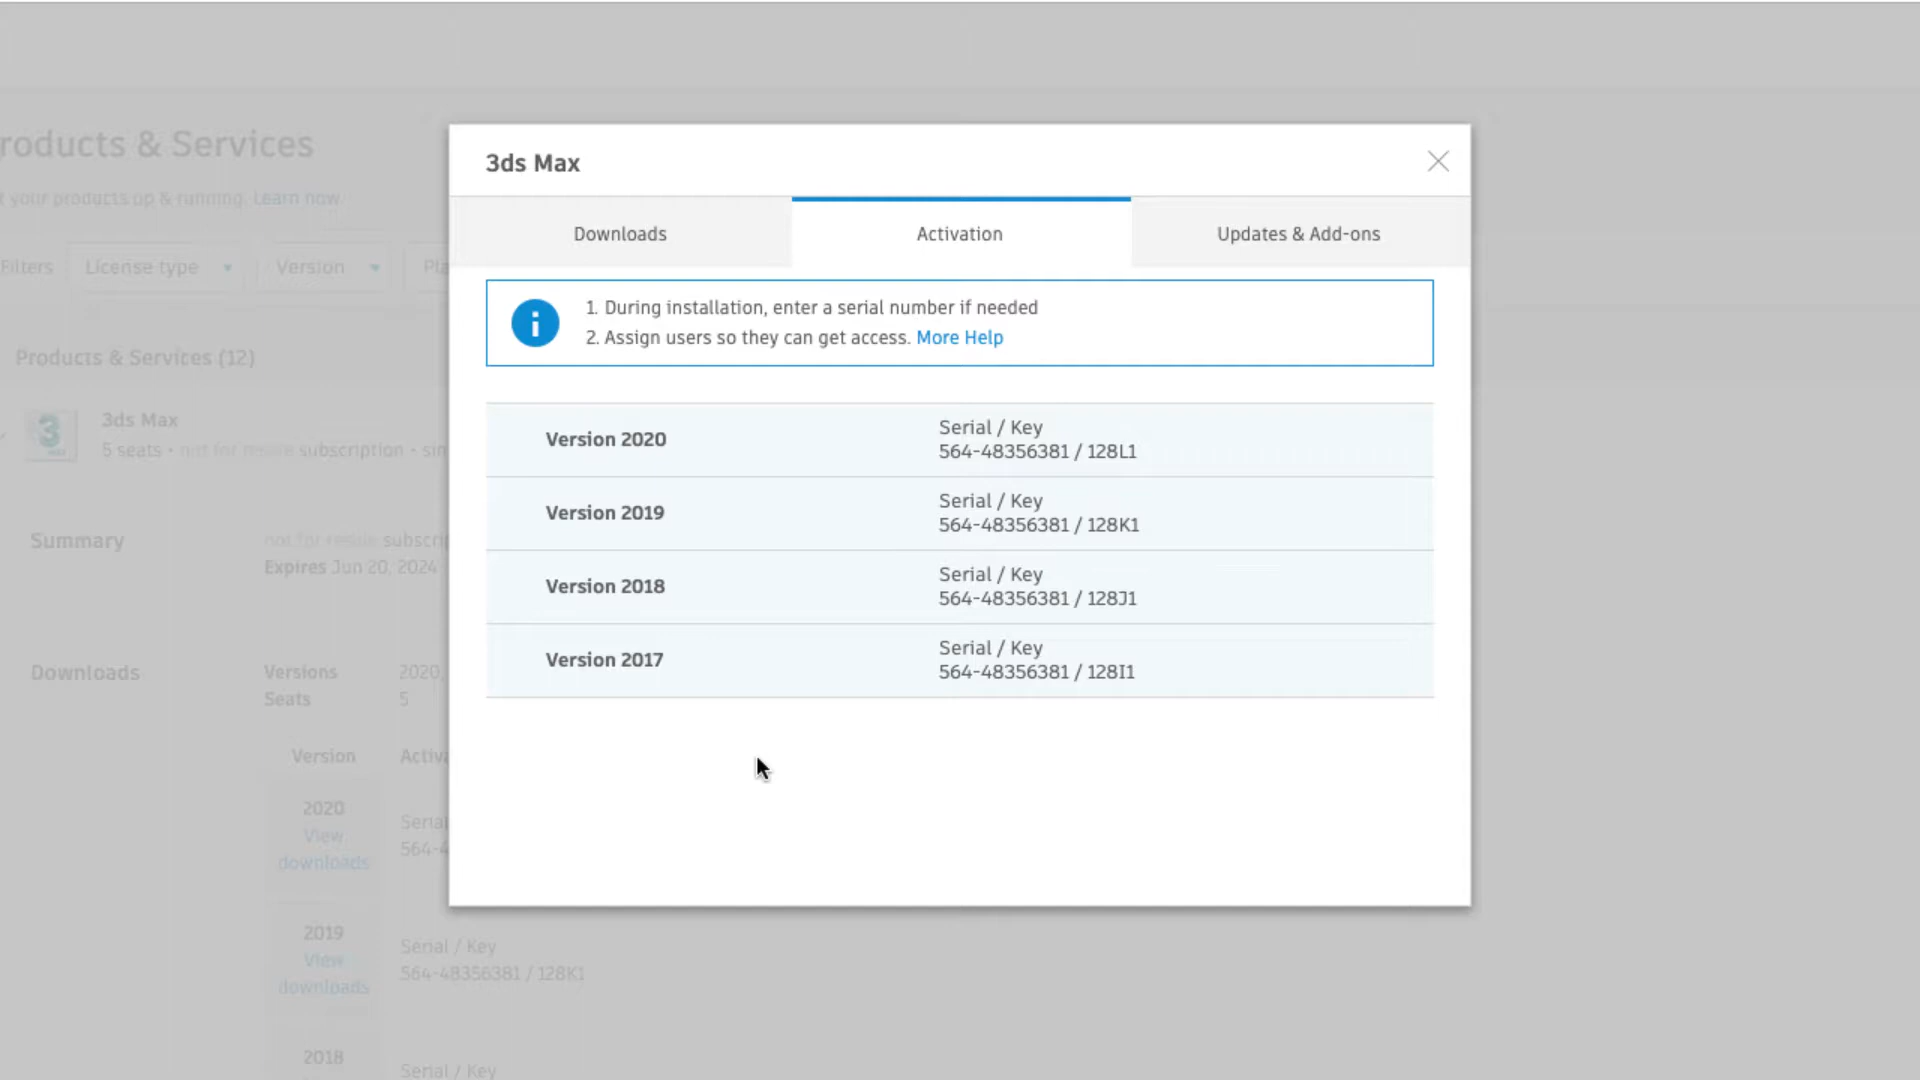 roducts & Services
t your products up & running. Learn now
Filters
License type
Version
Pla
Products & Services (12)
3ds Max
5 seats • not for resale subscription • sin
Summary
not for resale subscrip
Expires Jun 20, 2024
Downloads
Versions 2020,
Seats 5
Version Activa
2020
View
downloads
Serial
564-4
2019
View
downloads
Serial / Key
564-48356381 / 128K1
2018
Serial / Key
3ds Max
Downloads
Activation
Updates & Add-ons
1. During installation, enter a serial number if needed
2. Assign users so they can get access. More Help
Version 2020
Serial / Key
564-48356381 / 128L1
Version 2019
Serial / Key
564-48356381 / 128K1
Version 2018
Serial / Key
564-48356381 / 128J1
Version 2017
Serial / Key
564-48356381 / 128I1